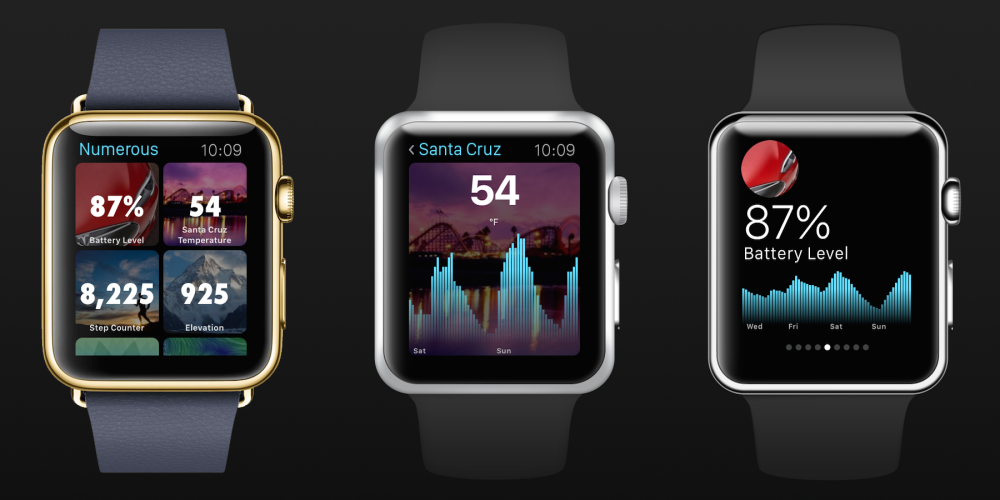 Numerous 10:09
87% 54
Battery Level Santa Cruz
Temperature
8,225 925
Step Counter Elevation
‹ Santa Cruz 10:09
54
°F
Sat Sun
87%
Battery Level
Wed Fri Sat Sun